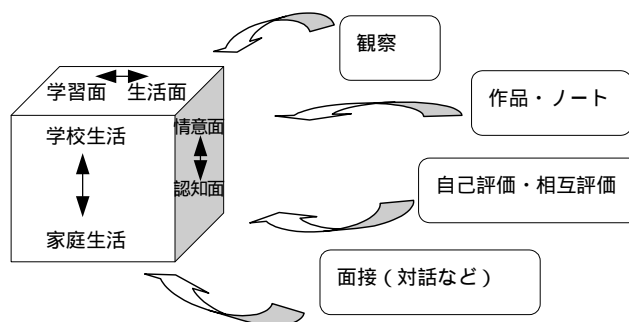 観察
学習面 生活面
作品・ノート
学校生活
情意面
認知面
自己評価・相互評価
家庭生活
面接（対話など）